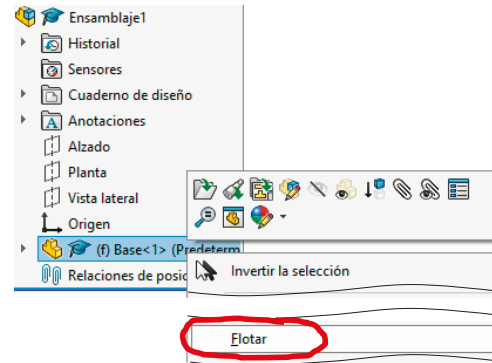 Ensamblaje1
Historial
Sensores
Cuaderno de diseño
Anotaciones
Alzado
Planta
Vista lateral
Origen
(f) Base<1> (Predeterm
Relaciones de posic
Invertir la selección
Flotar